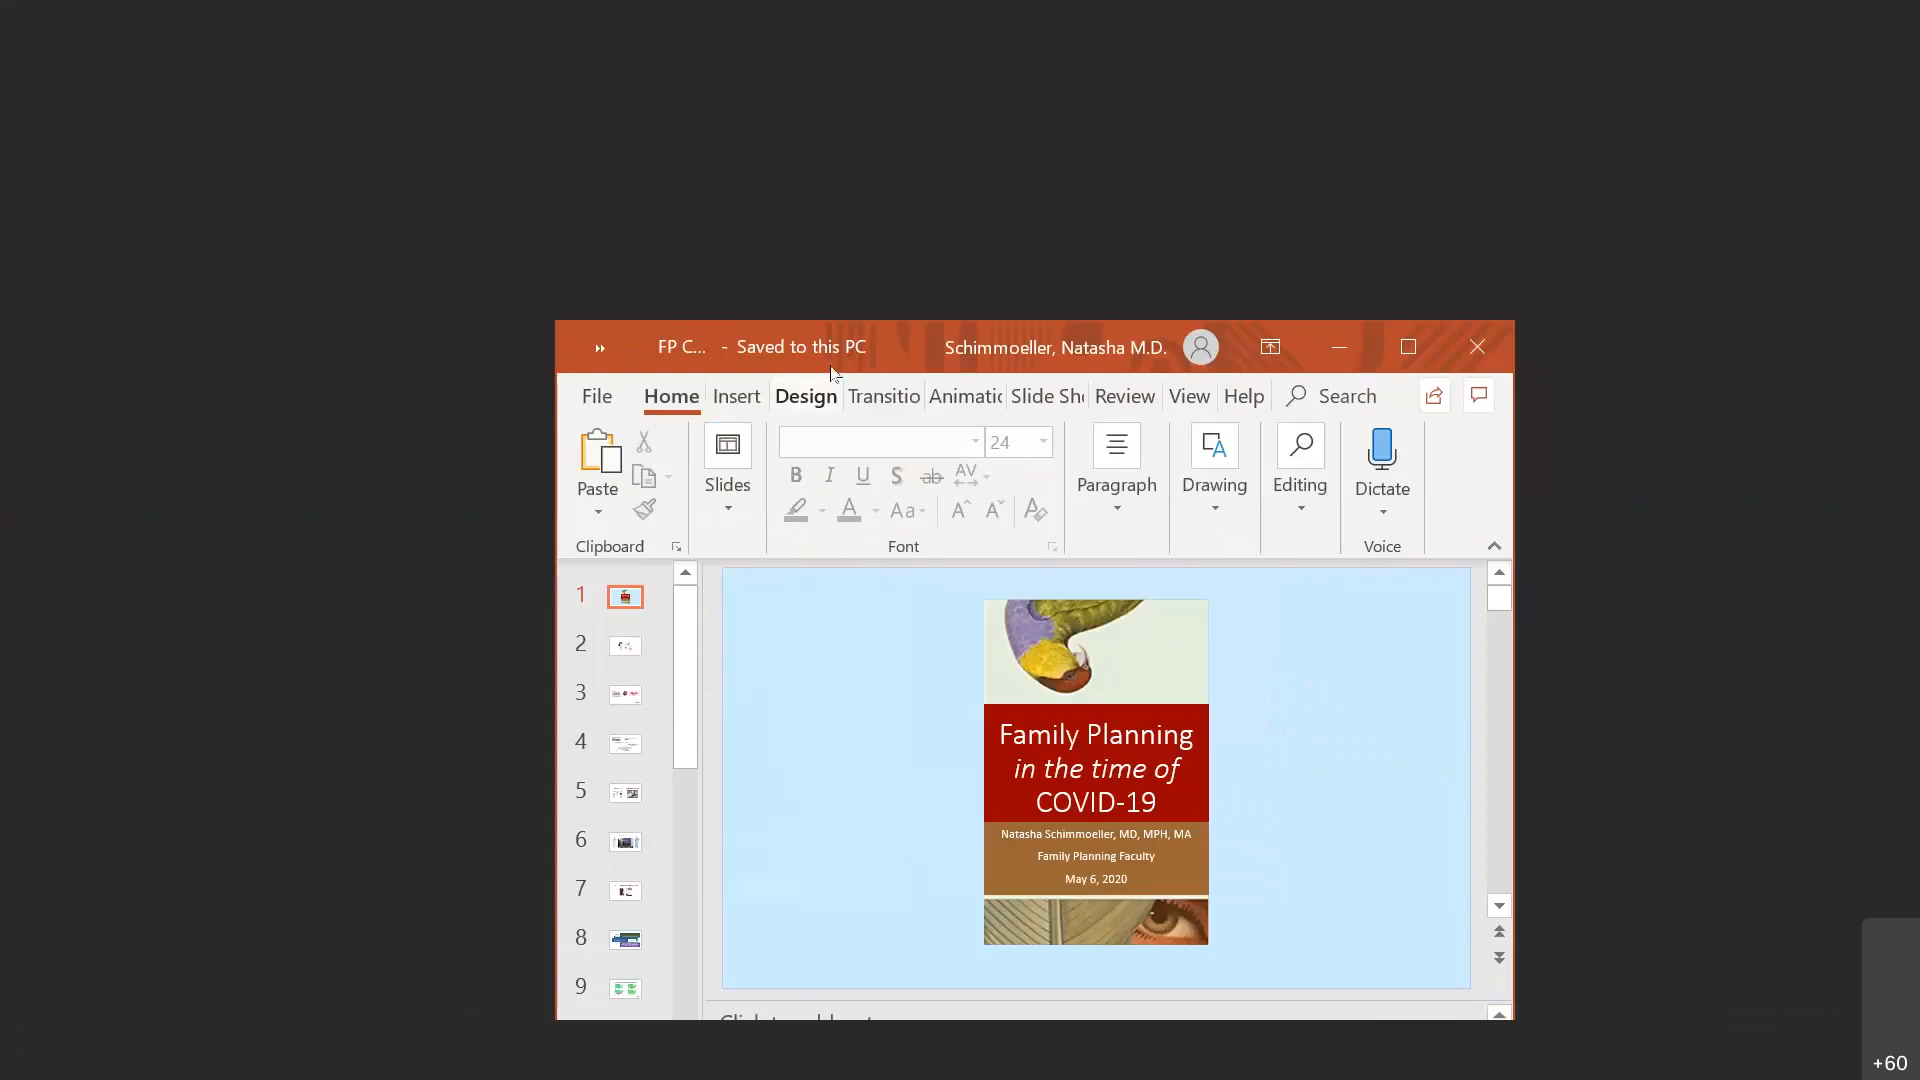 FP C... - Saved to this PC
Schimmoeller, Natasha M.D.
File Home Insert Design Transitio Animatic Slide Sh Review View Help Search
24
B I U S ab AV
A Aa A A A
Paste Slides Paragraph Drawing Editing Dictate
Clipboard Font Voice
1
2
3
4
5
6
7
8
9
Family Planning
in the time of
COVID-19
Natasha Schimmoeller, MD, MPH, MA
Family Planning Faculty
May 6, 2020
+60